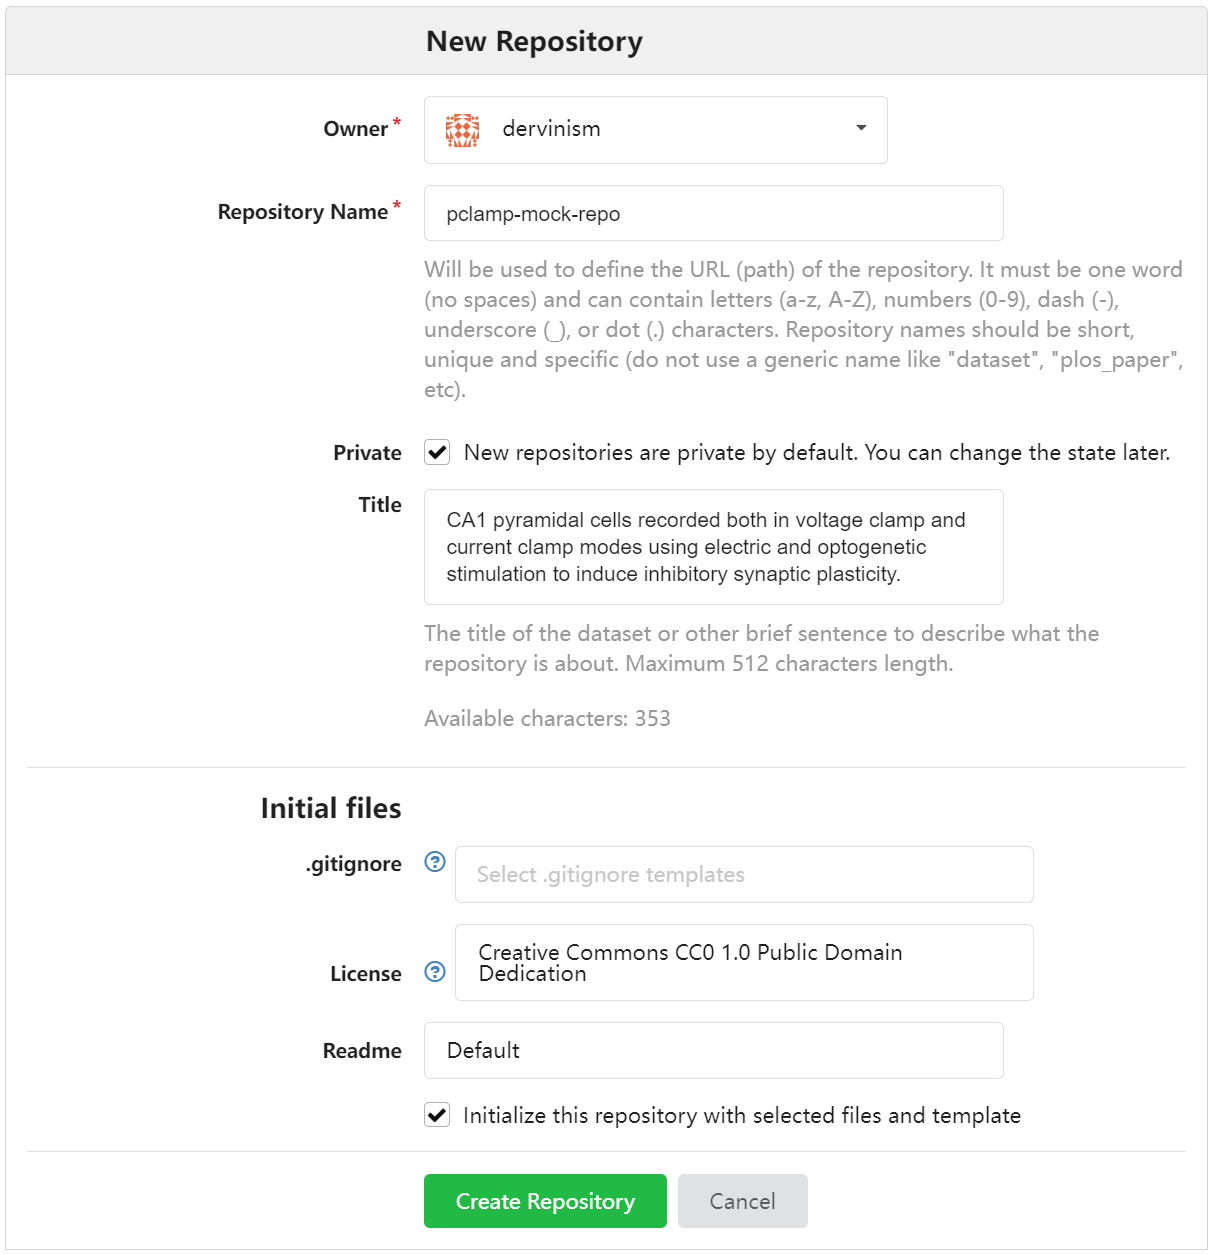 New Repository
Owner*
dervinism
Repository Name*
pclamp-mock-repo
Will be used to define the URL (path) of the repository. It must be one word
(no spaces) and can contain letters (a-z, A-Z), numbers (0-9), dash (-),
underscore (_), or dot (.) characters. Repository names should be short,
unique and specific (do not use a generic name like "dataset", "plos_paper",
etc).
Private
New repositories are private by default. You can change the state later.
Title
CA1 pyramidal cells recorded both in voltage clamp and
current clamp modes using electric and optogenetic
stimulation to induce inhibitory synaptic plasticity.
The title of the dataset or other brief sentence to describe what the
repository is about. Maximum 512 characters length.
Available characters: 353
Initial files
.gitignore
?
Select .gitignore templates
License
?
Creative Commons CC0 1.0 Public Domain
Dedication
Readme
Default
Initialize this repository with selected files and template
Create Repository
Cancel